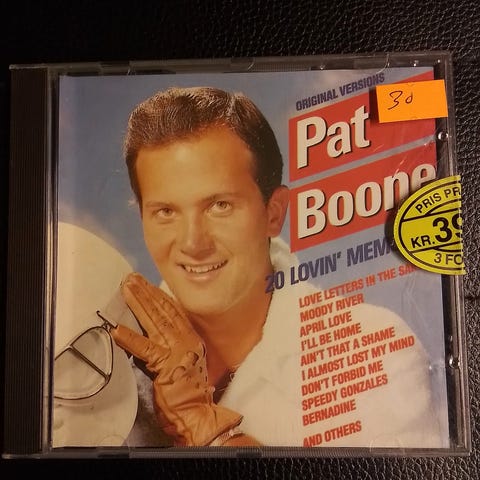 ORIGINAL VERSIONS
30
Pat
Boone
PRIS PR
KR. 39
3 FO
20 LOVIN' MEM
LOVE LETTERS IN THE SA
MOODY RIVER
APRIL LOVE
I'LL BE HOME
AIN'T THAT A SHAME
I ALMOST LOST MY MIND
DON'T FORBID ME
SPEEDY GONZALES
BERNADINE
AND OTHERS